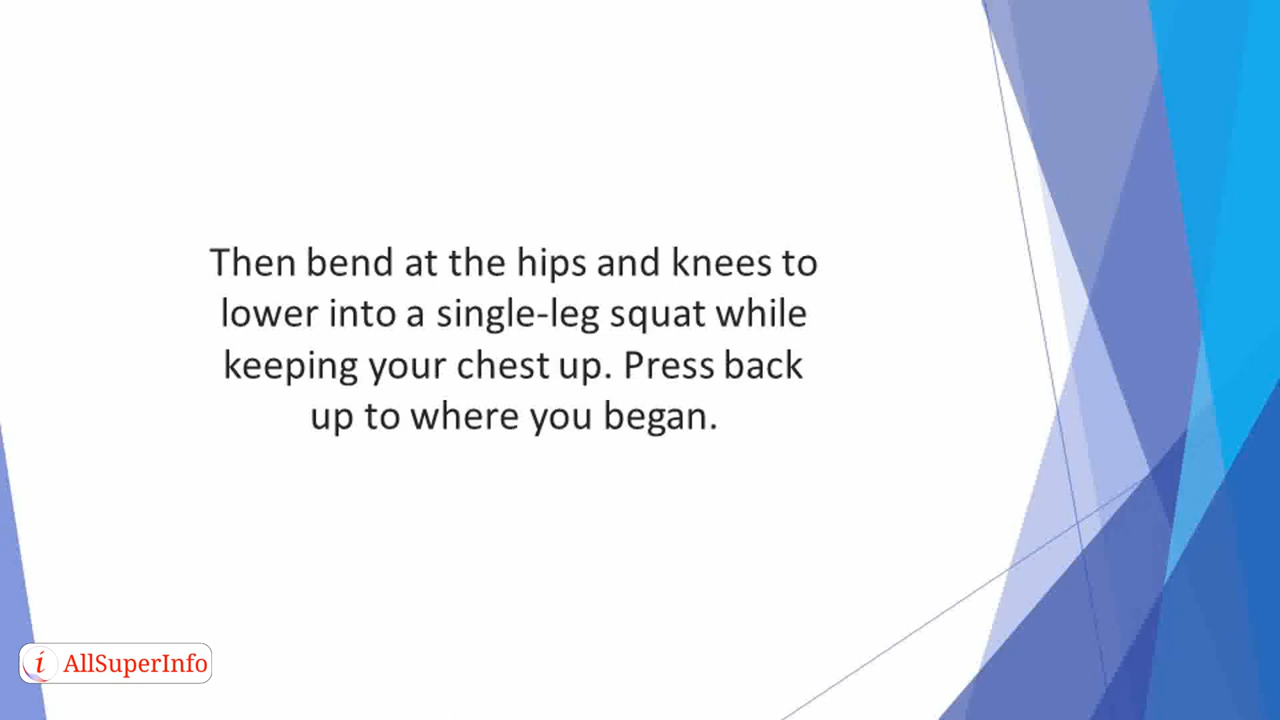 Then bend at the hips and knees to
lower into a single-leg squat while
keeping your chest up. Press back
up to where you began.
i AllSuperInfo